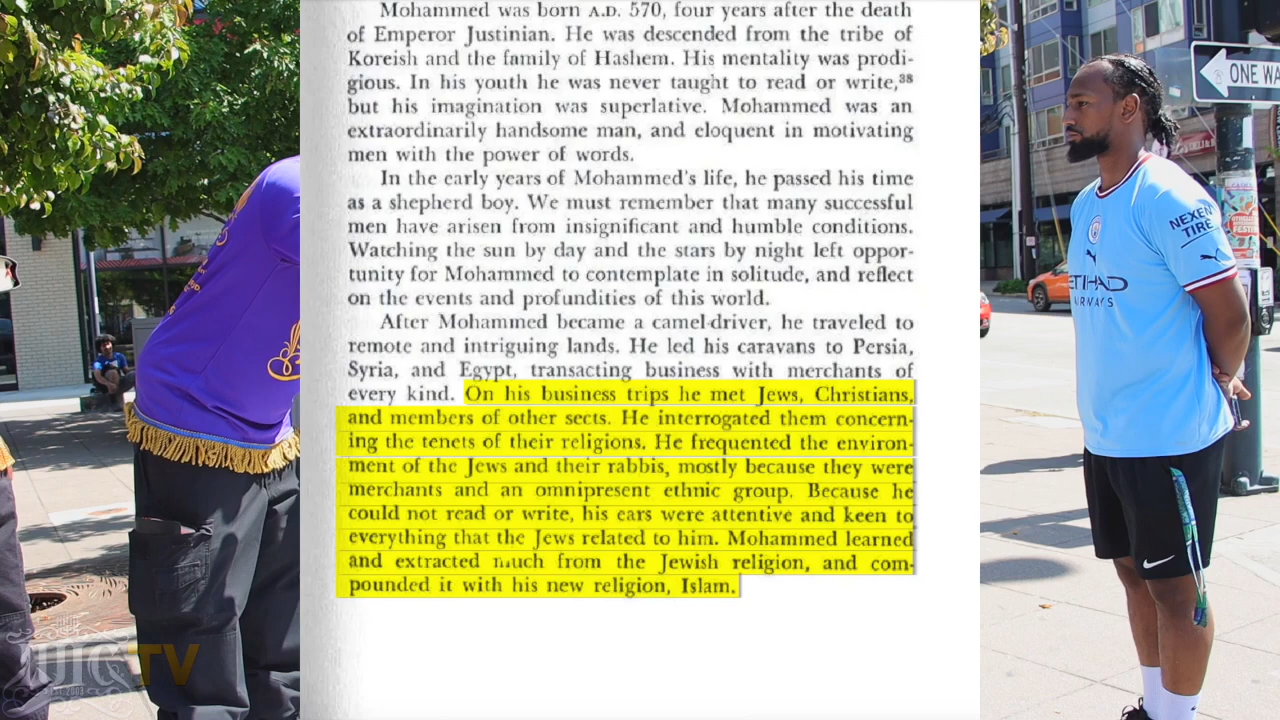 Mohammed was born A.D. 570, four years after the death
of Emperor Justinian. He was descended from the tribe of
Koreish and the family of Hashem. His mentality was prodi-
gious. In his youth he was never taught to read or write,³⁸
but his imagination was superlative. Mohammed was an
extraordinarily handsome man, and eloquent in motivating
men with the power of words.
In the early years of Mohammed's life, he passed his time
as a shepherd boy. We must remember that many successful
men have arisen from insignificant and humble conditions.
Watching the sun by day and the stars by night left oppor-
tunity for Mohammed to contemplate in solitude, and reflect
on the events and profundities of this world.
After Mohammed became a camel-driver, he traveled to
remote and intriguing lands. He led his caravans to Persia,
Syria, and Egypt, transacting business with merchants of
every kind. On his business trips he met Jews, Christians,
and members of other sects. He interrogated them concern-
ing the tenets of their religions. He frequented the environ-
ment of the Jews and their rabbis, mostly because they were
merchants and an omnipresent ethnic group. Because he
could not read or write, his ears were attentive and keen to
everything that the Jews related to him. Mohammed learned
and extracted much from the Jewish religion, and com-
pounded it with his new religion, Islam.
ONE WA
NEXEN
TIRE
ETIHAD
AIRWAYS
TV